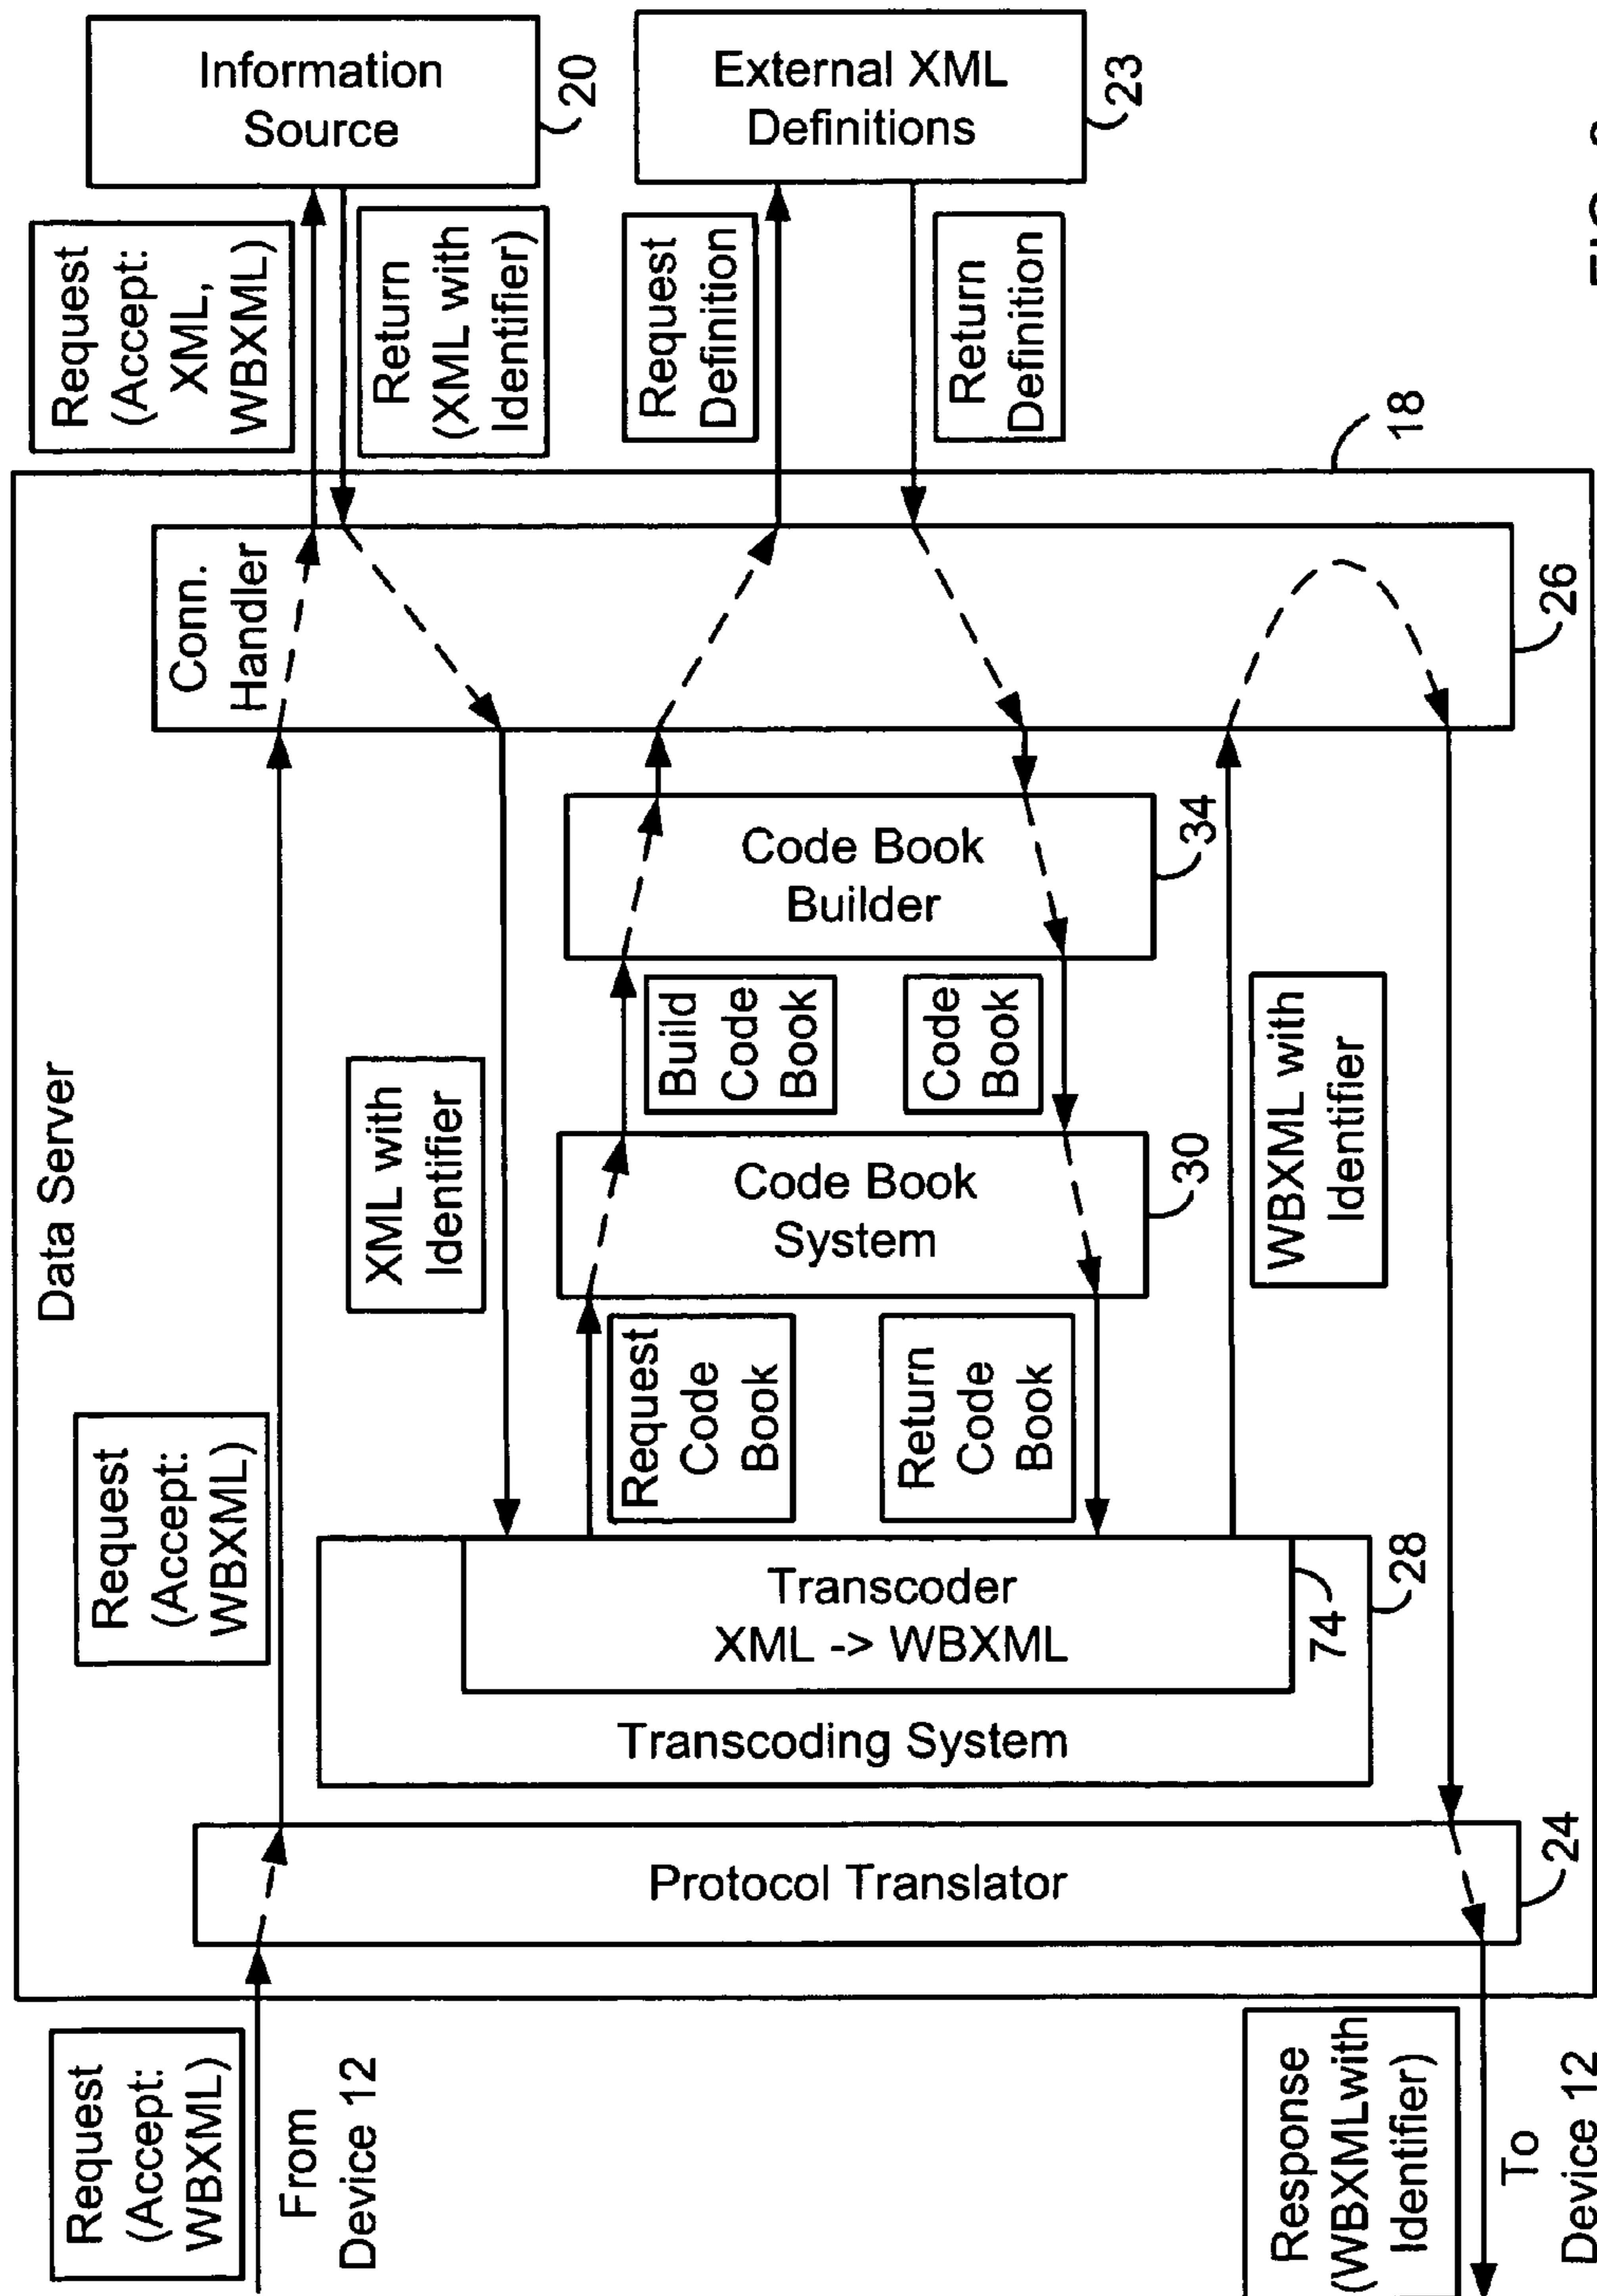 Request
(Accept:
WBXML)
From
Device 12
Response
(WBXMLwith
Identifier)
To
Device 12
Data Server
Protocol Translator
24
Request
(Accept:
WBXML)
Transcoding System
Transcoder
XML -> WBXML
74
28
XML with
Identifier
Request
Code
Book
Return
Code
Book
Code Book
System
30
Build
Code
Book
Code
Book
Code Book
Builder
34
WBXML with
Identifier
Conn.
Handler
26
18
Request
(Accept:
XML,
WBXML)
Return
(XML with
Identifier)
Request
Definition
Return
Definition
Information
Source
20
External XML
Definitions
23